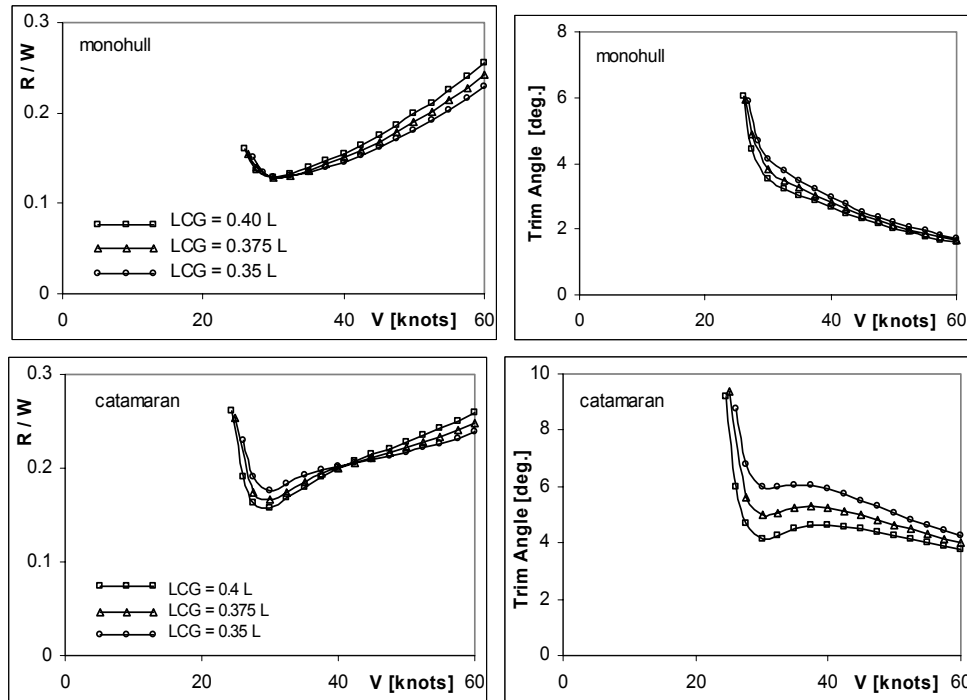 0.3
monohull
R / W
0.2
0.1
LCG = 0.40 L
LCG = 0.375 L
LCG = 0.35 L
0
0 20 40 V [knots] 60
8
monohull
Trim Angle [deg.]
6
4
2
0
0 20 40 V [knots] 60
0.3
catamaran
R / W
0.2
0.1
LCG = 0.4 L
LCG = 0.375 L
LCG = 0.35 L
0
0 20 40 V [knots] 60
10
catamaran
Trim Angle [deg.]
8
6
4
2
0
0 20 40 V [knots] 60